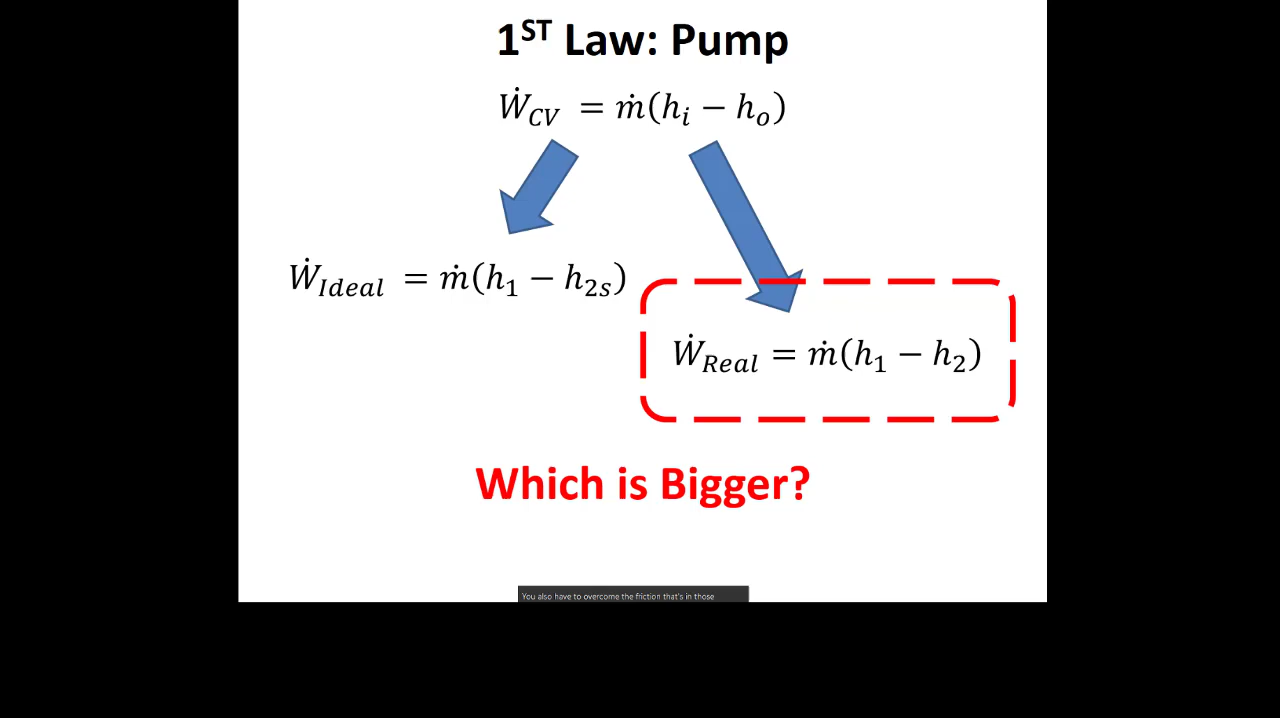 1ST Law: Pump
Ẇ_CV = ṁ(h_i − h_o)
Ẇ_Ideal = ṁ(h_1 − h_2s)
Ẇ_Real = ṁ(h_1 − h_2)
Which is Bigger?
You also have to overcome the friction that's in those